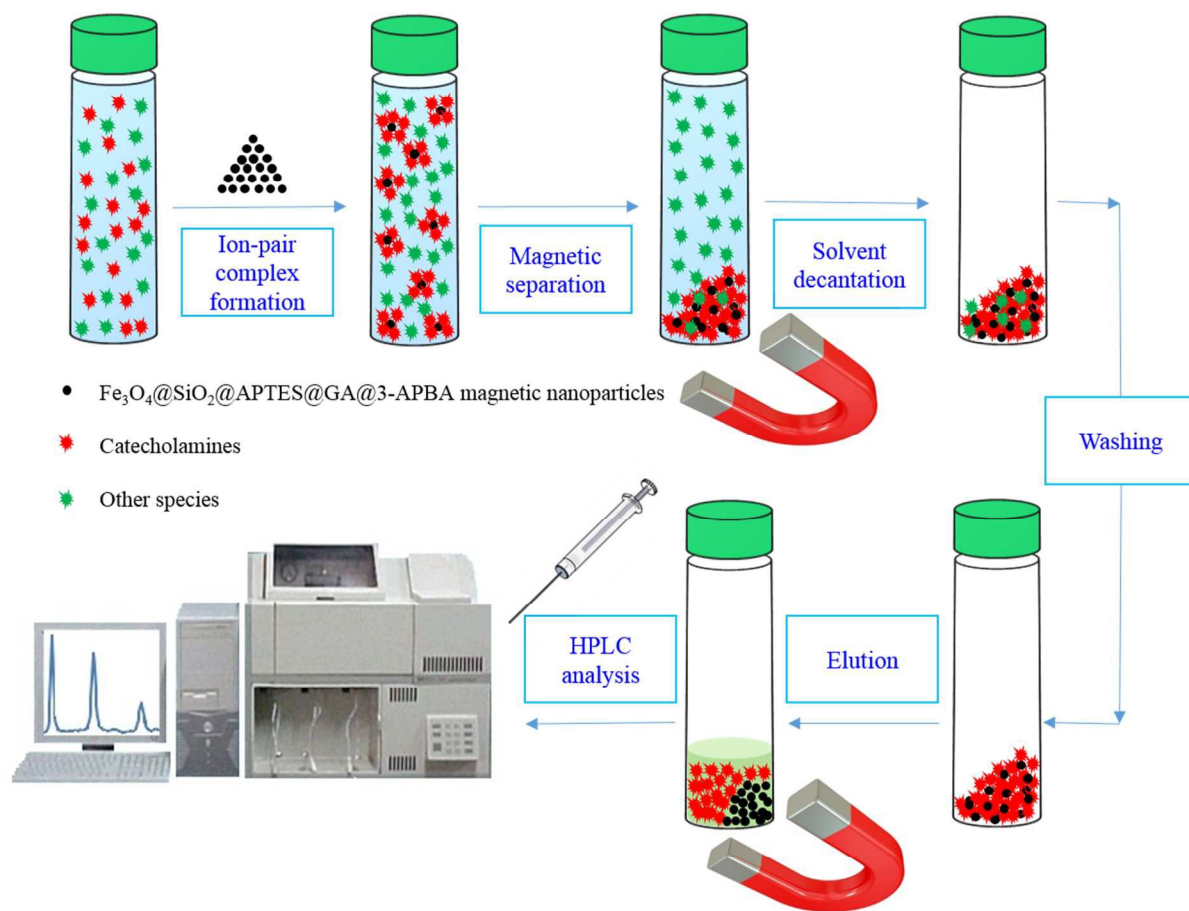 Ion-pair
complex
formation
Magnetic
separation
Solvent
decantation
Fe₃O₄@SiO₂@APTES@GA@3-APBA magnetic nanoparticles
Catecholamines
Other species
Washing
HPLC
analysis
Elution